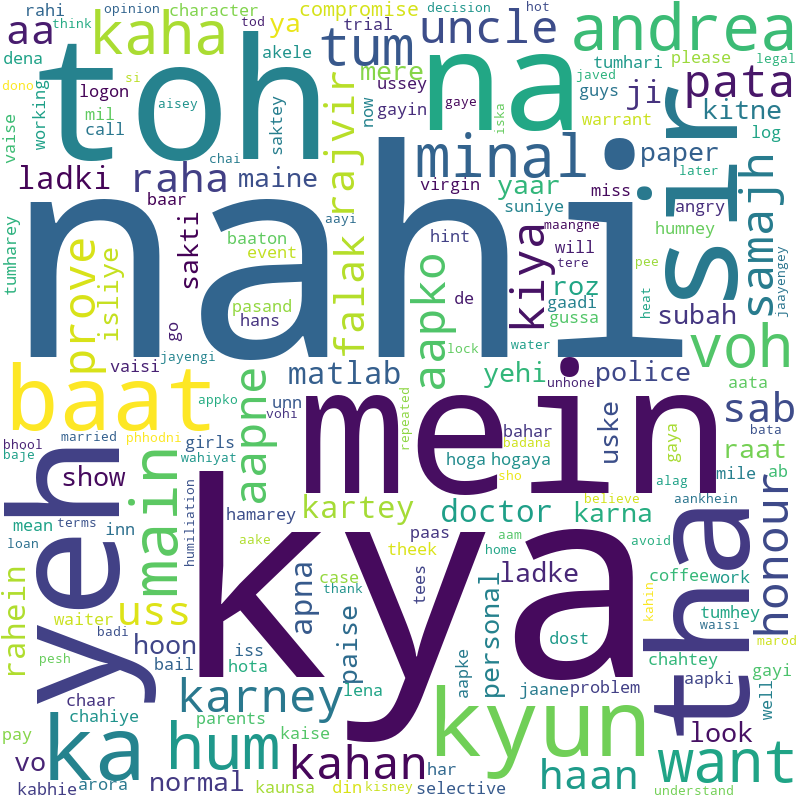 rahi opinion character tod compromise ya trial uncle decision hot andrea
aa think kaha akele tum legal
dena si mere tumhari please
dono logon working toh mil ussey now na guys ji pata javed
aisey call saktey gayin gaye iska warrant kitne log
vaise chai rajvir minal sir paper later
ladki raha maine virgin yaar miss samajh
baar aayi suniye maangne angry
tumharey nahi baaton hint will tere humney pee
sakti event kiya roz jaayengey
prove isliye pasand falak aapko de gaadi heat
go hans gussa subah voh
jayengi lock water
vaisi matlab yehi unhone police aata
baat appko unn mein sab
bhool married phhodni vohi repeated bahar badana uske bata
baje wahiyat girls aapne hoga hogaya gaya raat
yeh show main sho mile ab
loan mean terms inn hamarey kartey doctor believe karna alag aankhein
humiliation paas aam tha honour
aake theek home avoid
rahein waiter uss apna case thank tees ladke coffee work
badi hoon iss paise personal dost kahin tumhey waisi marod
pesh bail hota lena aapke jaane problem chahtey aapki gayi
chaar karney kya well
pay chahiye parents kyun look
vo ka hum kaise kahan har haan want
kabhie arora normal kaunsa din kisney selective understand